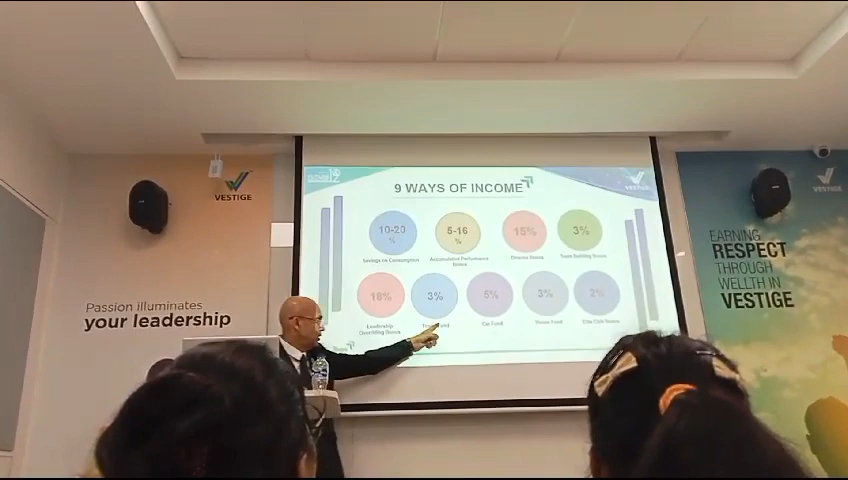 9 WAYS OF INCOME
VESTIGE
10-20
%
5-16
%
15%
3%
Savings on Consumption
Accumulative Performance
Bonus
Director Bonus
Team Building Bonus
18%
3%
5%
3%
2%
Leadership
Overriding Bonus
Car Fund
House Fund
Elite Club Bonus
VESTIGE
Passion illuminates
your leadership
VESTIGE
EARNING
RESPECT
THROUGH
WELLTH IN
VESTIGE